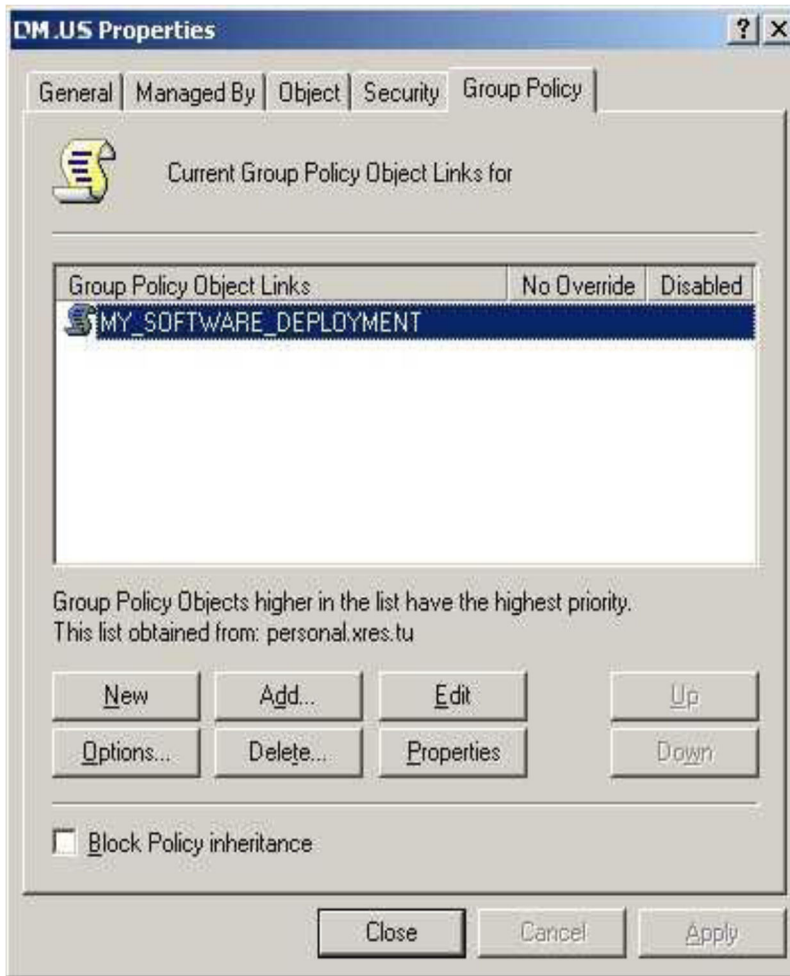 DM.US Properties
General Managed By Object Security Group Policy
Current Group Policy Object Links for
Group Policy Object Links No Override Disabled
MY_SOFTWARE_DEPLOYMENT
Group Policy Objects higher in the list have the highest priority.
This list obtained from: personal.xres.tu
New Add... Edit Up
Options... Delete... Properties Down
Block Policy inheritance
Close Cancel Apply